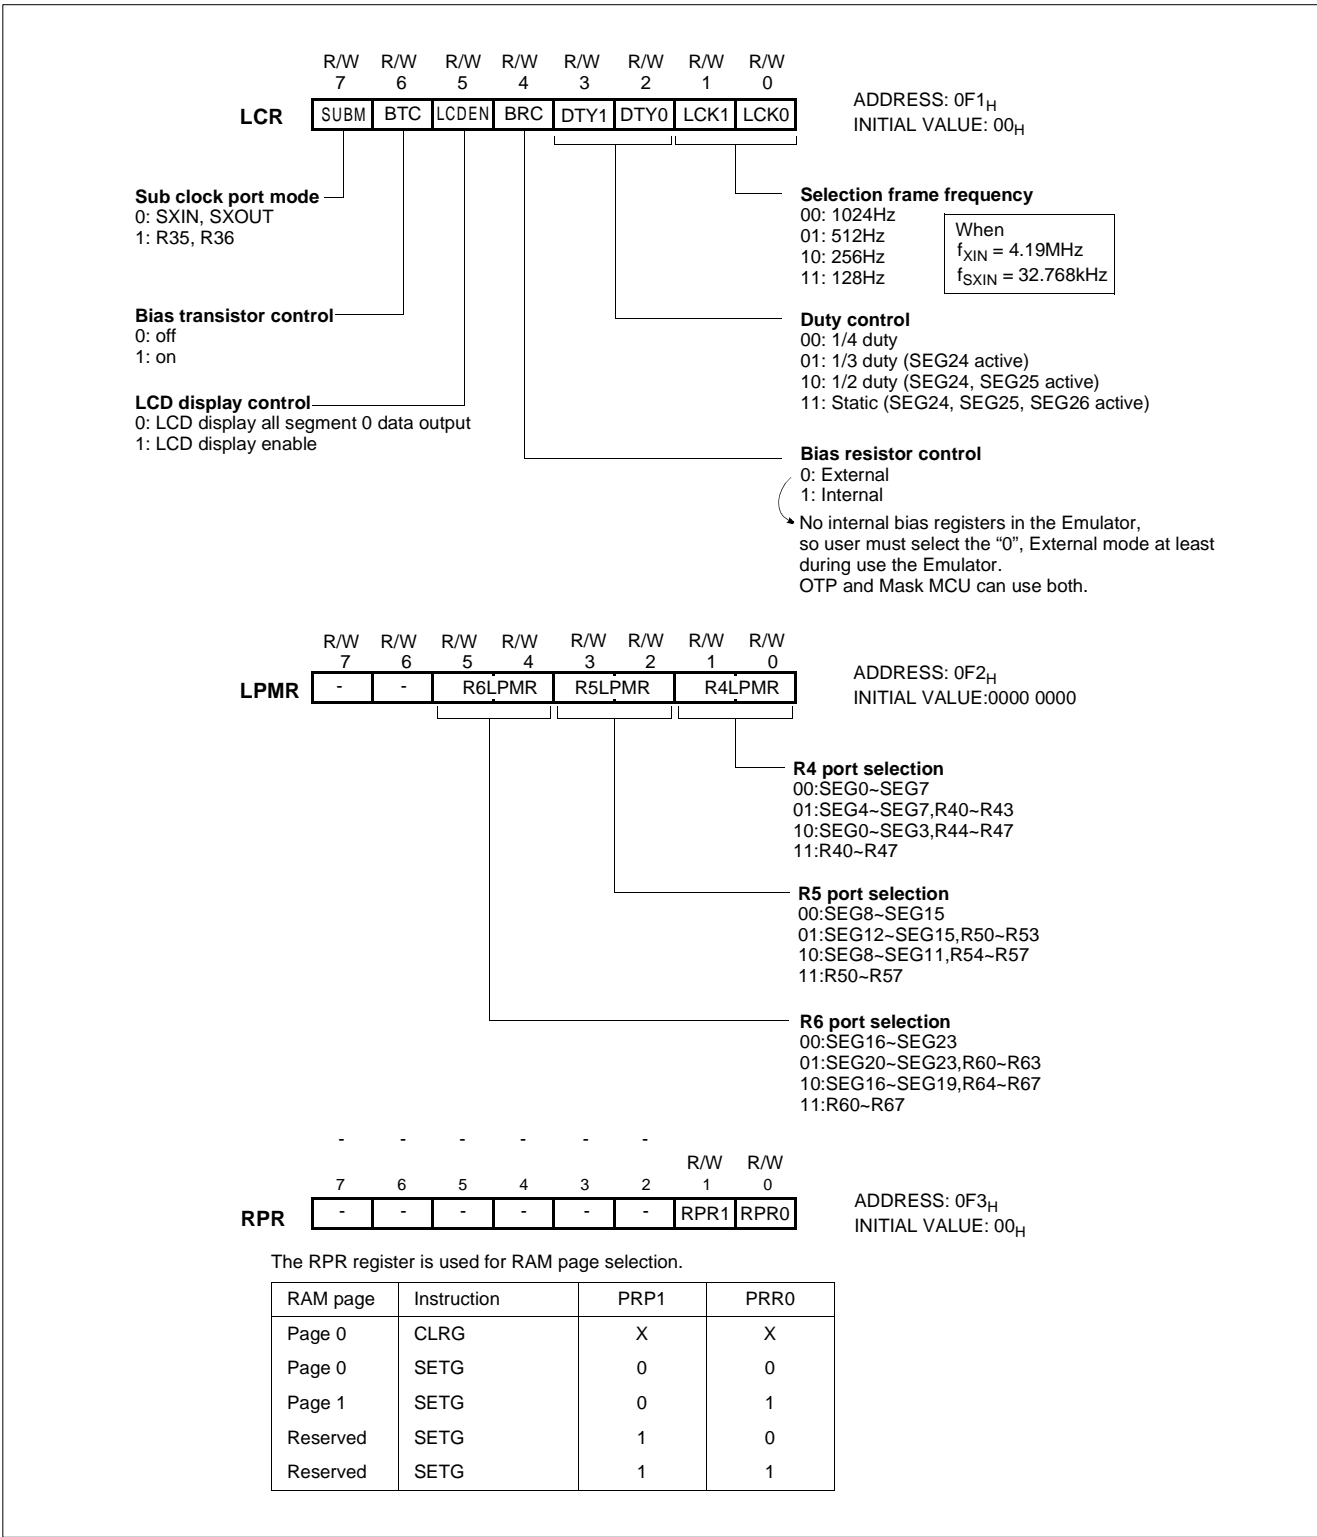 R/W R/W R/W R/W R/W R/W R/W R/W
7 6 5 4 3 2 1 0
LCR SUBM BTC LCDEN BRC DTY1 DTY0 LCK1 LCK0
ADDRESS: 0F1H
INITIAL VALUE: 00H
Sub clock port mode
0: SXIN, SXOUT
1: R35, R36
Bias transistor control
0: off
1: on
LCD display control
0: LCD display all segment 0 data output
1: LCD display enable
Selection frame frequency
00: 1024Hz
01: 512Hz
10: 256Hz
11: 128Hz
When
fXIN = 4.19MHz
fSXIN = 32.768kHz
Duty control
00: 1/4 duty
01: 1/3 duty (SEG24 active)
10: 1/2 duty (SEG24, SEG25 active)
11: Static (SEG24, SEG25, SEG26 active)
Bias resistor control
0: External
1: Internal
No internal bias registers in the Emulator,
so user must select the “0”, External mode at least
during use the Emulator.
OTP and Mask MCU can use both.
R/W R/W R/W R/W R/W R/W R/W R/W
7 6 5 4 3 2 1 0
LPMR - - R6LPMR R5LPMR R4LPMR
ADDRESS: 0F2H
INITIAL VALUE:0000 0000
R4 port selection
00:SEG0~SEG7
01:SEG4~SEG7,R40~R43
10:SEG0~SEG3,R44~R47
11:R40~R47
R5 port selection
00:SEG8~SEG15
01:SEG12~SEG15,R50~R53
10:SEG8~SEG11,R54~R57
11:R50~R57
R6 port selection
00:SEG16~SEG23
01:SEG20~SEG23,R60~R63
10:SEG16~SEG19,R64~R67
11:R60~R67
- - - - - -
R/W R/W
7 6 5 4 3 2 1 0
RPR - - - - - - RPR1 RPR0
ADDRESS: 0F3H
INITIAL VALUE: 00H
The RPR register is used for RAM page selection.
RAM page Instruction PRP1 PRR0
Page 0 CLRG X X
Page 0 SETG 0 0
Page 1 SETG 0 1
Reserved SETG 1 0
Reserved SETG 1 1